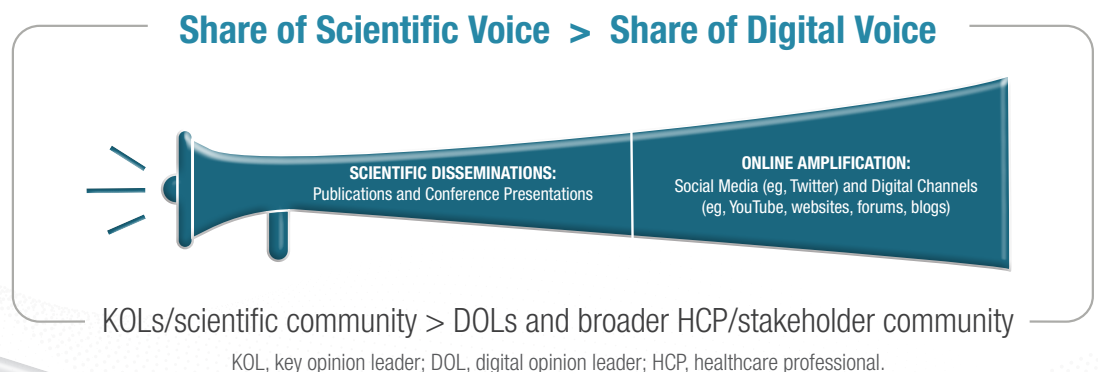 Share of Scientific Voice > Share of Digital Voice
SCIENTIFIC DISSEMINATIONS:
Publications and Conference Presentations
ONLINE AMPLIFICATION:
Social Media (eg, Twitter) and Digital Channels
(eg, YouTube, websites, forums, blogs)
KOLs/scientific community > DOLs and broader HCP/stakeholder community
KOL, key opinion leader; DOL, digital opinion leader; HCP, healthcare professional.